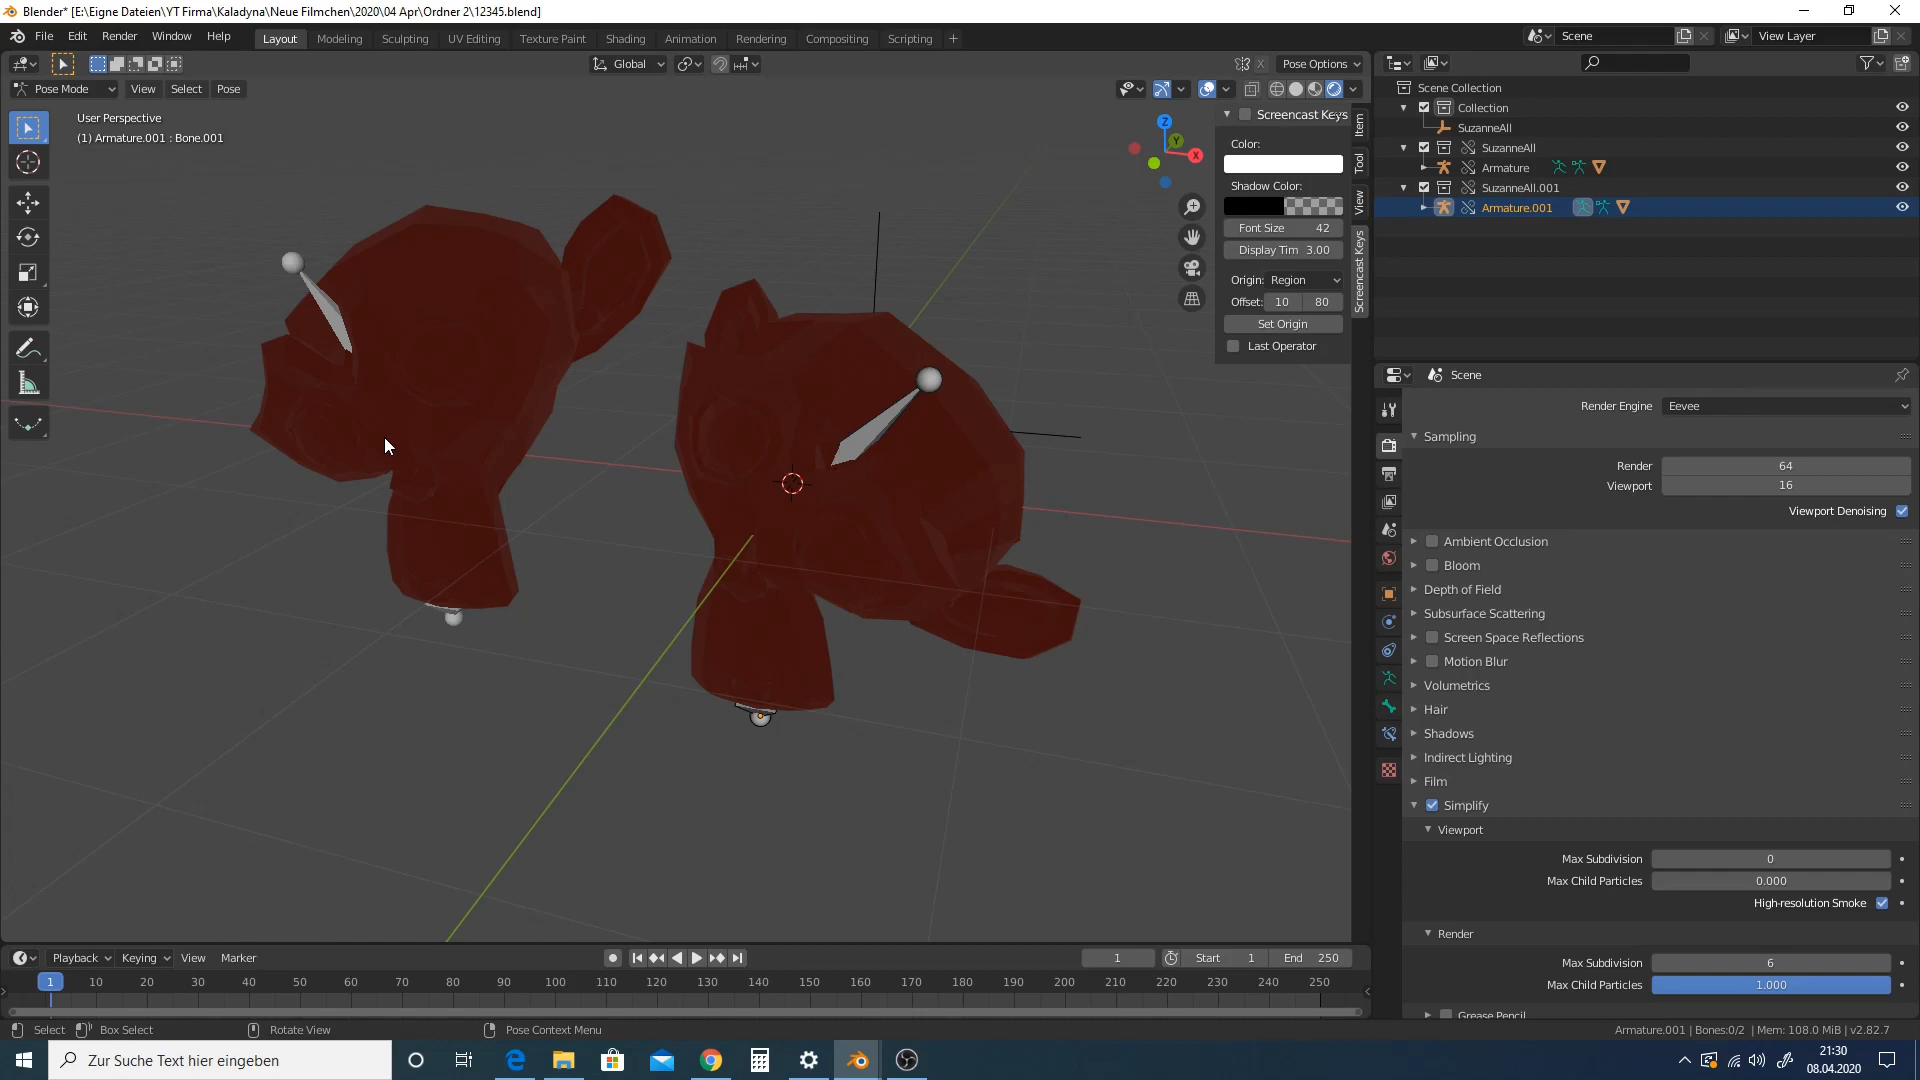 Blender* [E:\Eigne Dateien\YT Firma\Kaladyna\Neue Filmchen\2020\04 Apr\Ordner 2\12345.blend]
File Edit Render Window Help Layout Modeling Sculpting UV Editing Texture Paint Shading Animation Rendering Compositing Scripting + Scene View Layer
Global Pose Options
Pose Mode View Select Pose
User Perspective
(1) Armature.001 : Bone.001
Z
Y
X
Screencast Keys
Color:
Shadow Color:
Font Size 42
Display Tim 3.00
Origin: Region
Offset: 10 80
Set Origin
Last Operator
Item
Tool
View
Screencast Keys
Scene Collection
Collection
SuzanneAll
SuzanneAll
Armature
SuzanneAll.001
Armature.001
Scene
Render Engine Eevee
Sampling
Render 64
Viewport 16
Viewport Denoising
Ambient Occlusion
Bloom
Depth of Field
Subsurface Scattering
Screen Space Reflections
Motion Blur
Volumetrics
Hair
Shadows
Indirect Lighting
Film
Simplify
Viewport
Max Subdivision 0
Max Child Particles 0.000
High-resolution Smoke
Render
Max Subdivision 6
Max Child Particles 1.000
Grease Pencil
Playback Keying View Marker 1 Start 1 End 250
1 10 20 30 40 50 60 70 80 90 100 110 120 130 140 150 160 170 180 190 200 210 220 230 240 250
Select Box Select Rotate View Pose Context Menu Armature.001 | Bones:0/2 | Mem: 108.0 MiB | v2.82.7
Zur Suche Text hier eingeben
21:30
08.04.2020